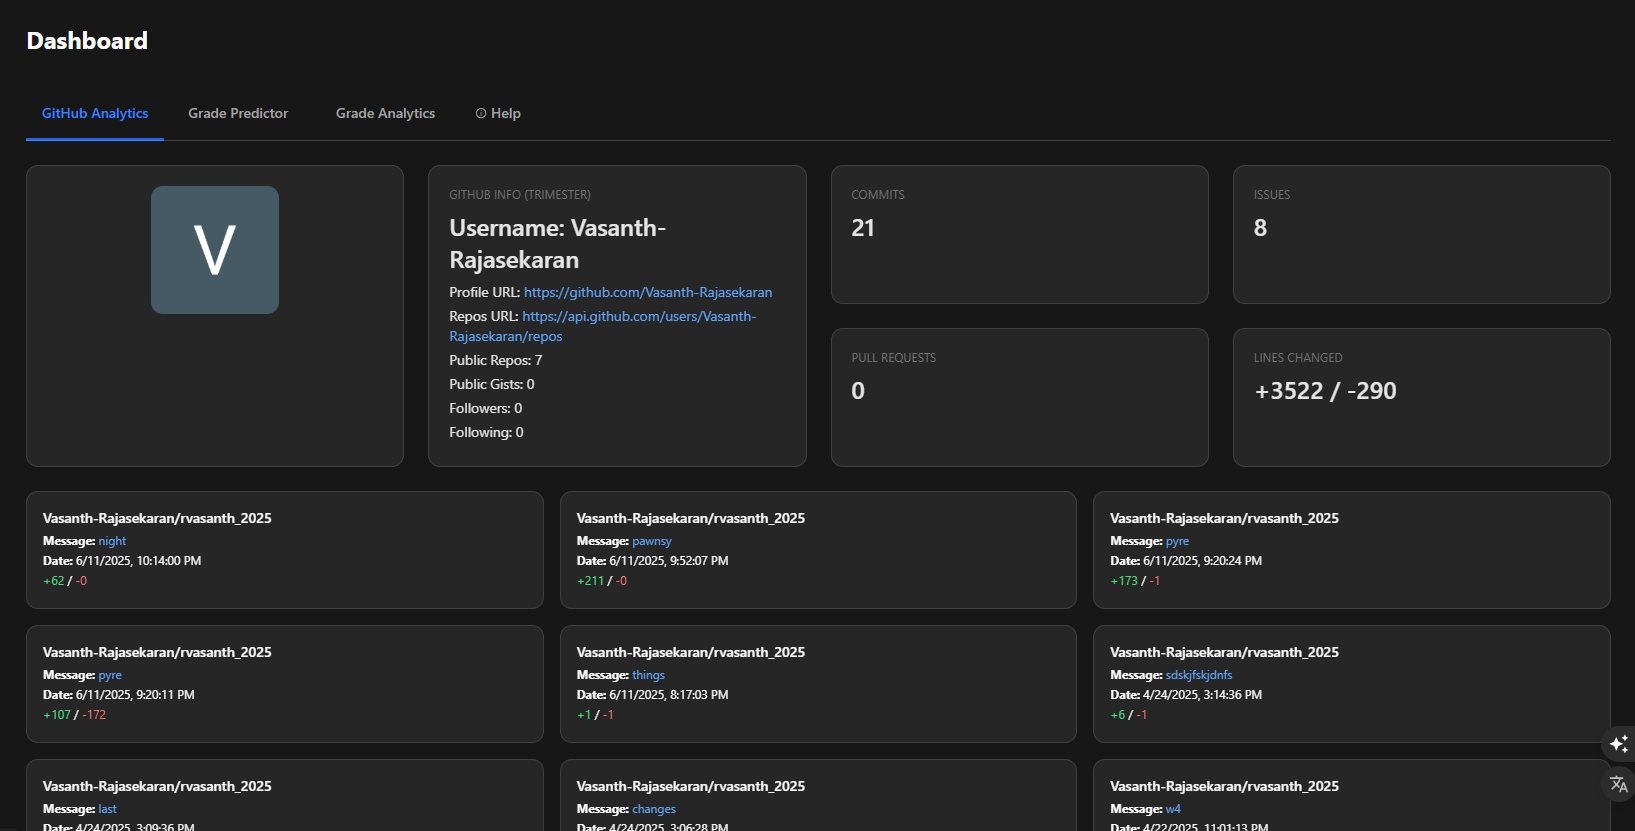 Dashboard
GitHub Analytics
Grade Predictor
Grade Analytics
Help
V
GITHUB INFO (TRIMESTER)
Username: Vasanth-
Rajasekaran
Profile URL: https://github.com/Vasanth-Rajasekaran
Repos URL: https://api.github.com/users/Vasanth-
Rajasekaran/repos
Public Repos: 7
Public Gists: 0
Followers: 0
Following: 0
COMMITS
21
ISSUES
8
PULL REQUESTS
0
LINES CHANGED
+3522 / -290
Vasanth-Rajasekaran/rvasanth_2025
Message: night
Date: 6/11/2025, 10:14:00 PM
+62 / -0
Vasanth-Rajasekaran/rvasanth_2025
Message: pawnsy
Date: 6/11/2025, 9:52:07 PM
+211 / -0
Vasanth-Rajasekaran/rvasanth_2025
Message: pyre
Date: 6/11/2025, 9:20:24 PM
+173 / -1
Vasanth-Rajasekaran/rvasanth_2025
Message: pyre
Date: 6/11/2025, 9:20:11 PM
+107 / -172
Vasanth-Rajasekaran/rvasanth_2025
Message: things
Date: 6/11/2025, 8:17:03 PM
+1 / -1
Vasanth-Rajasekaran/rvasanth_2025
Message: sdskjfskjdnfs
Date: 4/24/2025, 3:14:36 PM
+6 / -1
Vasanth-Rajasekaran/rvasanth_2025
Message: last
Date: 4/24/2025, 3:09:36 PM
Vasanth-Rajasekaran/rvasanth_2025
Message: changes
Date: 4/24/2025, 3:06:28 PM
Vasanth-Rajasekaran/rvasanth_2025
Message: w4
Date: 4/22/2025, 11:01:13 PM